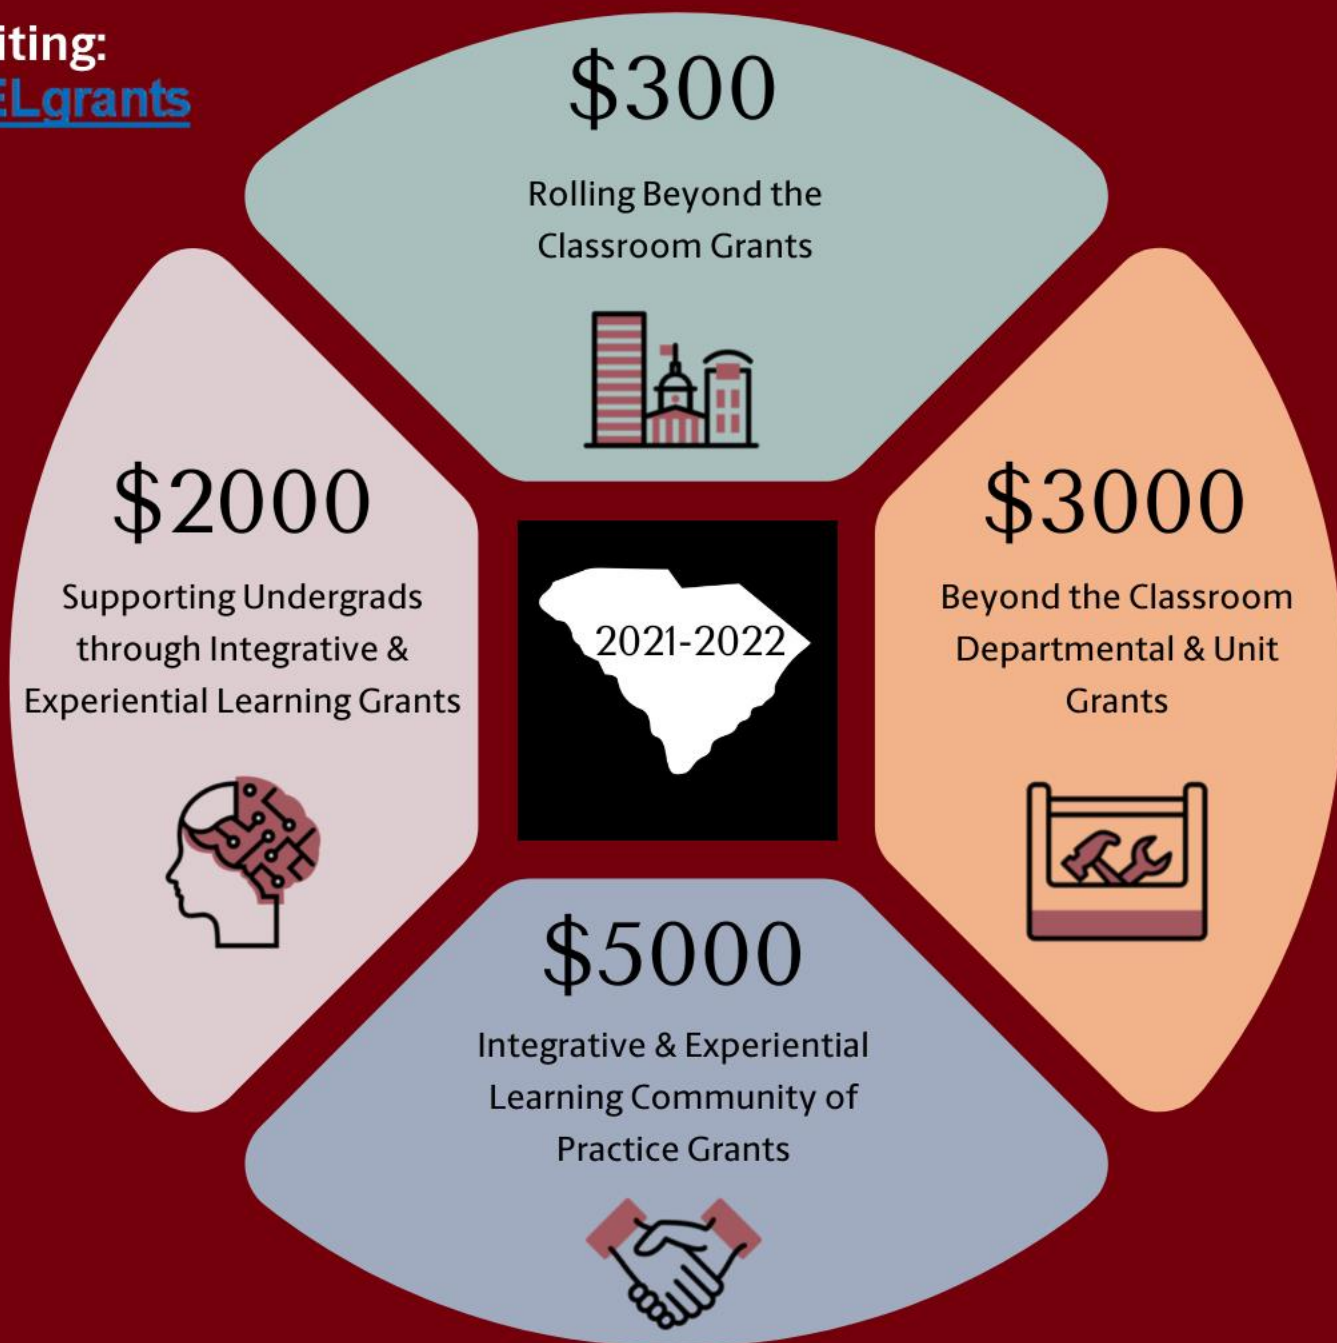 iting:
ELgrants
$300
Rolling Beyond the
Classroom Grants
$2000
Supporting Undergrads
through Integrative &
Experiential Learning Grants
2021-2022
$3000
Beyond the Classroom
Departmental & Unit
Grants
$5000
Integrative & Experiential
Learning Community of
Practice Grants